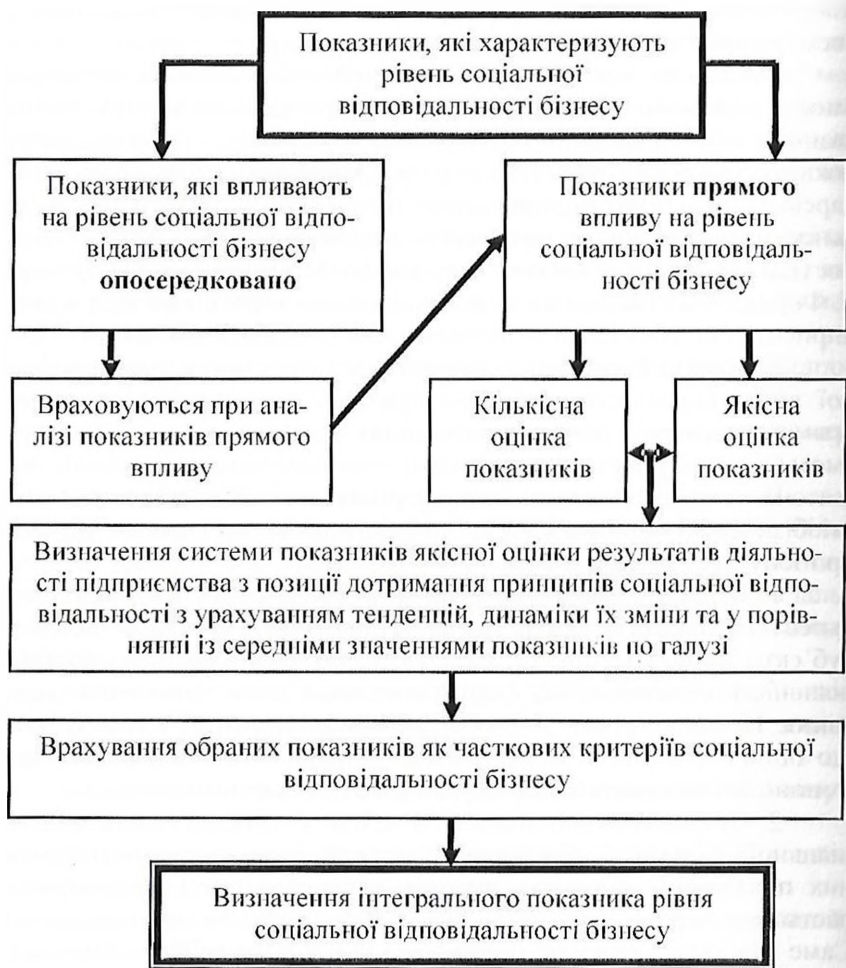 Показники, які характеризують
рівень соціальної
відповідальності бізнесу
Показники, які впливають
на рівень соціальної відпо-
відальності бізнесу
опосередковано
Показники прямого
впливу на рівень
соціальної відповідаль-
ності бізнесу
Враховуються при ана-
лізі показників прямого
впливу
Кількісна
оцінка
показників
Якісна
оцінка
показників
Визначення системи показників якісної оцінки результатів діяльно-
сті підприємства з позиції дотримання принципів соціальної відпо-
відальності з урахуванням тенденцій, динаміки їх зміни та у порів-
нянні із середніми значеннями показників по галузі
Врахування обраних показників як часткових критеріїв соціальної
відповідальності бізнесу
Визначення інтегрального показника рівня
соціальної відповідальності бізнесу